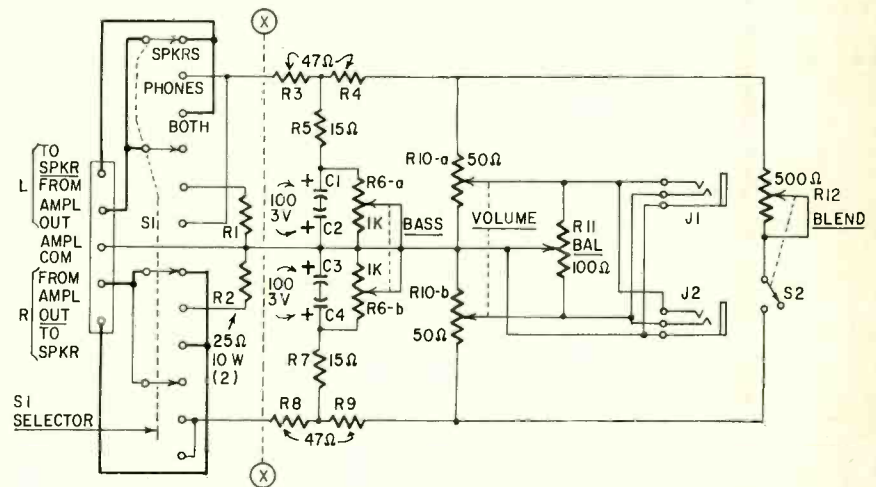 X
SPKRS
PHONES
BOTH
47Ω
R3
R4
R5
15Ω
TO
SPKR
L
FROM
AMPL
OUT
AMPL
COM
FROM
AMPL
R
OUT
TO
SPKR
S1
R1
R2
25Ω
10 W
(2)
S1
SELECTOR
+
C1
100
3V
C2
+
R6-a
1K
BASS
+
C3
100
3V
C4
+
1K
R6-b
R7
15Ω
R8
R9
47Ω
X
R10-a
50Ω
VOLUME
R10-b
50Ω
R11
BAL
100Ω
J1
J2
500Ω
R12
BLEND
S2